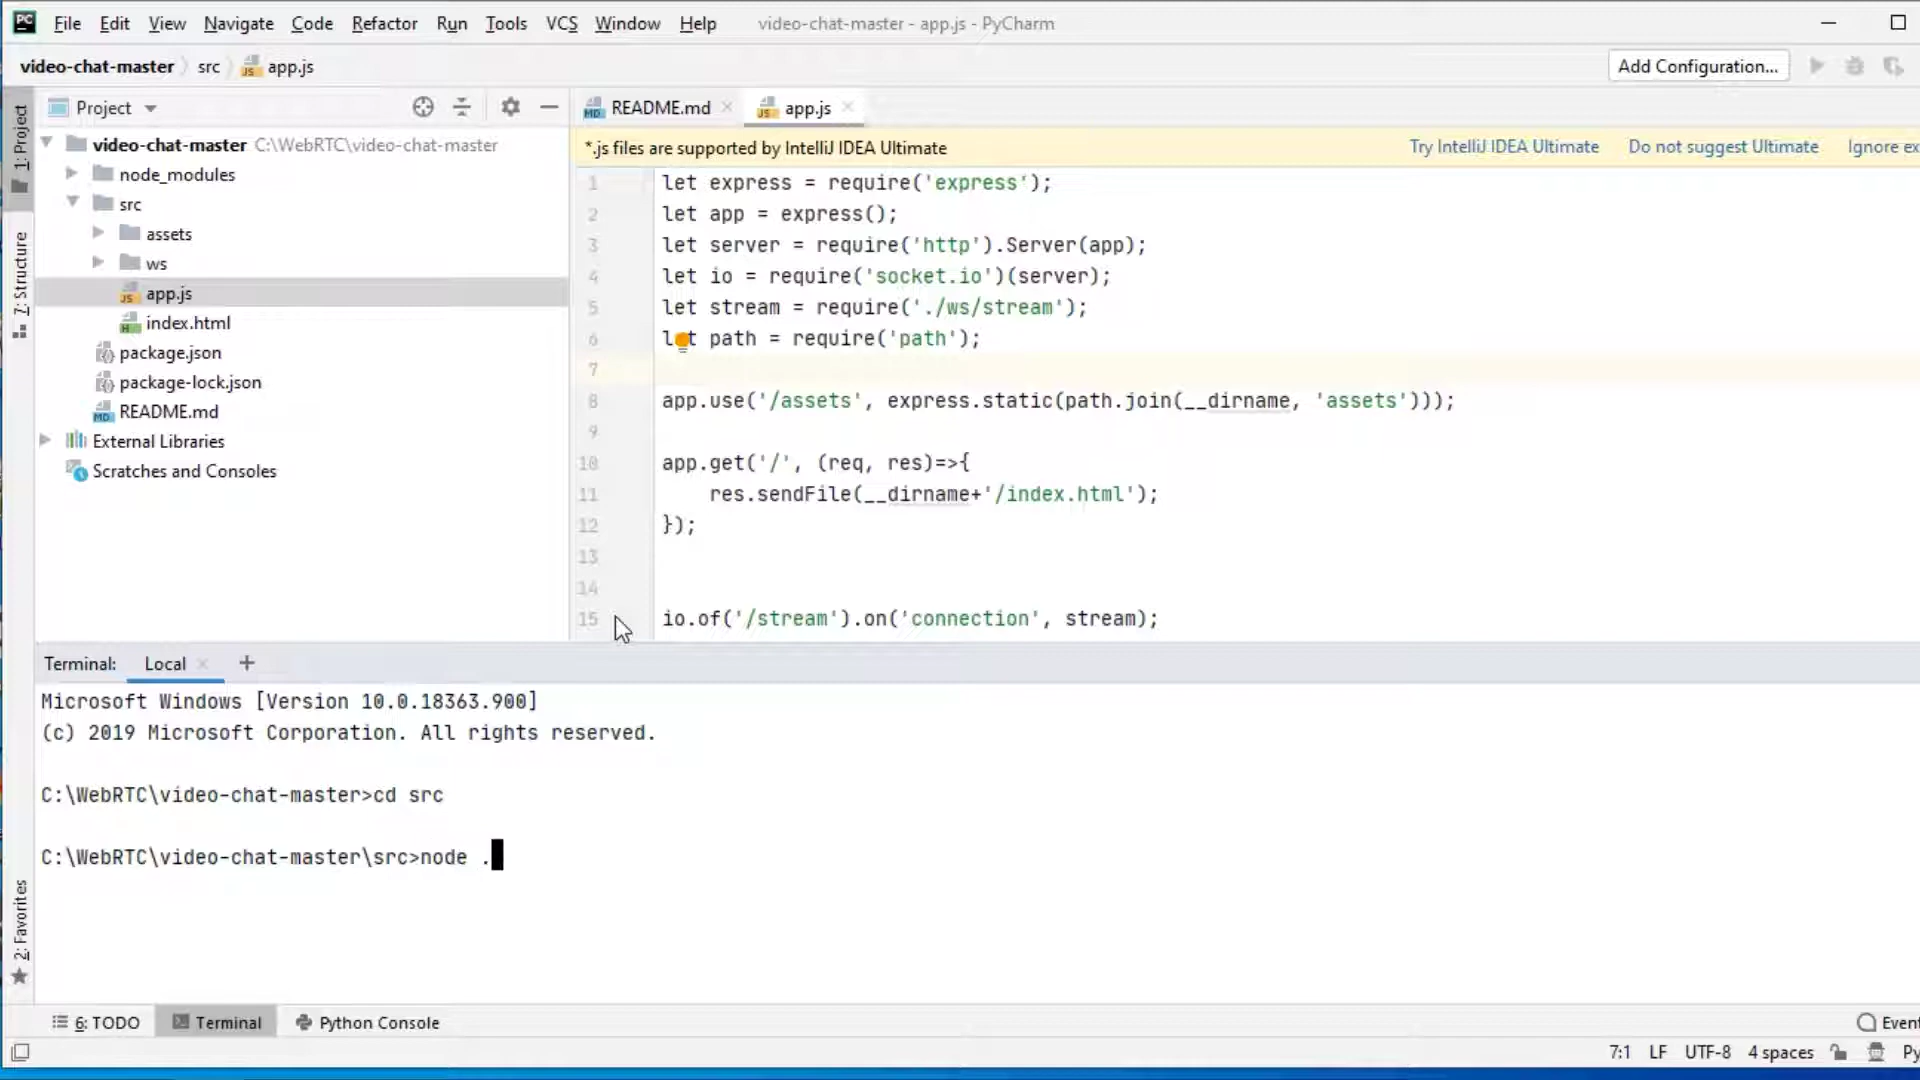 PC File Edit View Navigate Code Refactor Run Tools VCS Window Help video-chat-master - app.js - PyCharm
video-chat-master src app.js Add Configuration...
1: Project
7: Structure
2: Favorites
Project
video-chat-master C:\WebRTC\video-chat-master
node_modules
src
assets
ws
app.js
index.html
package.json
package-lock.json
README.md
External Libraries
Scratches and Consoles
README.md app.js
*.js files are supported by IntelliJ IDEA Ultimate Try IntelliJ IDEA Ultimate Do not suggest Ultimate Ignore ex
1 let express = require('express');
2 let app = express();
3 let server = require('http').Server(app);
4 let io = require('socket.io')(server);
5 let stream = require('./ws/stream');
6 let path = require('path');
7
8 app.use('/assets', express.static(path.join(__dirname, 'assets')));
9
10 app.get('/', (req, res)=>{
11 res.sendFile(__dirname+'/index.html');
12 });
13
14
15 io.of('/stream').on('connection', stream);
Terminal: Local +
Microsoft Windows [Version 10.0.18363.900]
(c) 2019 Microsoft Corporation. All rights reserved.
C:\WebRTC\video-chat-master>cd src
C:\WebRTC\video-chat-master\src>node .
6: TODO Terminal Python Console Event
7:1 LF UTF-8 4 spaces Py